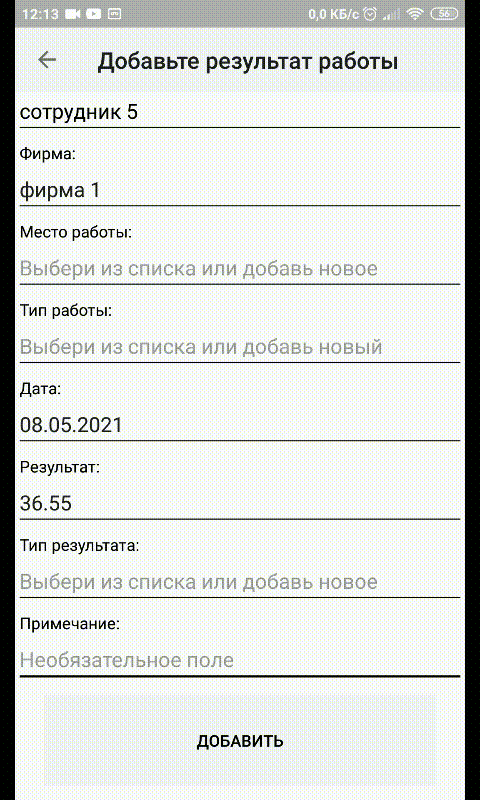 12:13 0,0 КБ/с 56
Добавьте результат работы
сотрудник 5
Фирма:
фирма 1
Место работы:
Выбери из списка или добавь новое
Тип работы:
Выбери из списка или добавь новый
Дата:
08.05.2021
Результат:
36.55
Тип результата:
Выбери из списка или добавь новое
Примечание:
Необязательное поле
ДОБАВИТЬ